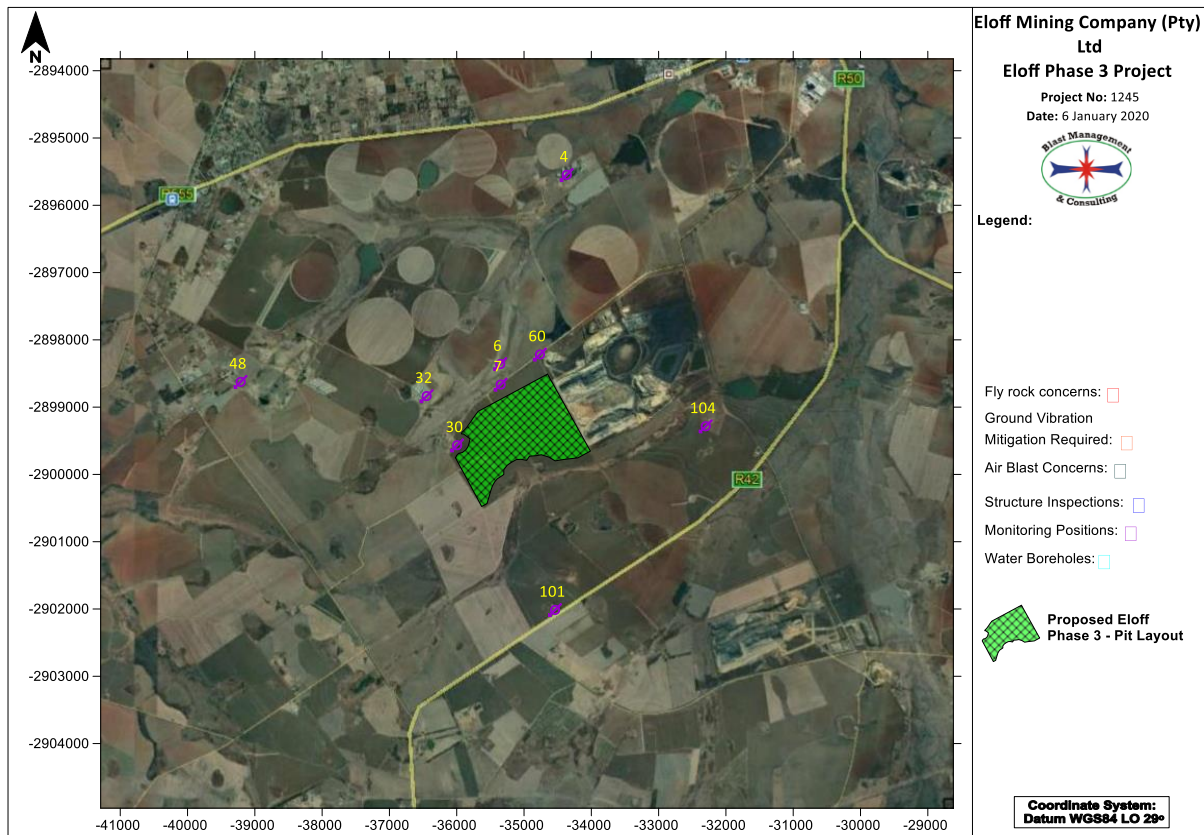 N
-2894000
-2895000
-2896000
-2897000
-2898000
-2899000
-2900000
-2901000
-2902000
-2903000
-2904000
-41000 -40000 -39000 -38000 -37000 -36000 -35000 -34000 -33000 -32000 -31000 -30000 -29000
R50
4
60
6
7
48
32
104
30
R42
101
Eloff Mining Company (Pty)
Ltd
Eloff Phase 3 Project
Project No: 1245
Date: 6 January 2020
Blast Management
& Consulting
Legend:
Fly rock concerns:
Ground Vibration
Mitigation Required:
Air Blast Concerns:
Structure Inspections:
Monitoring Positions:
Water Boreholes:
Proposed Eloff
Phase 3 - Pit Layout
Coordinate System:
Datum WGS84 LO 29º